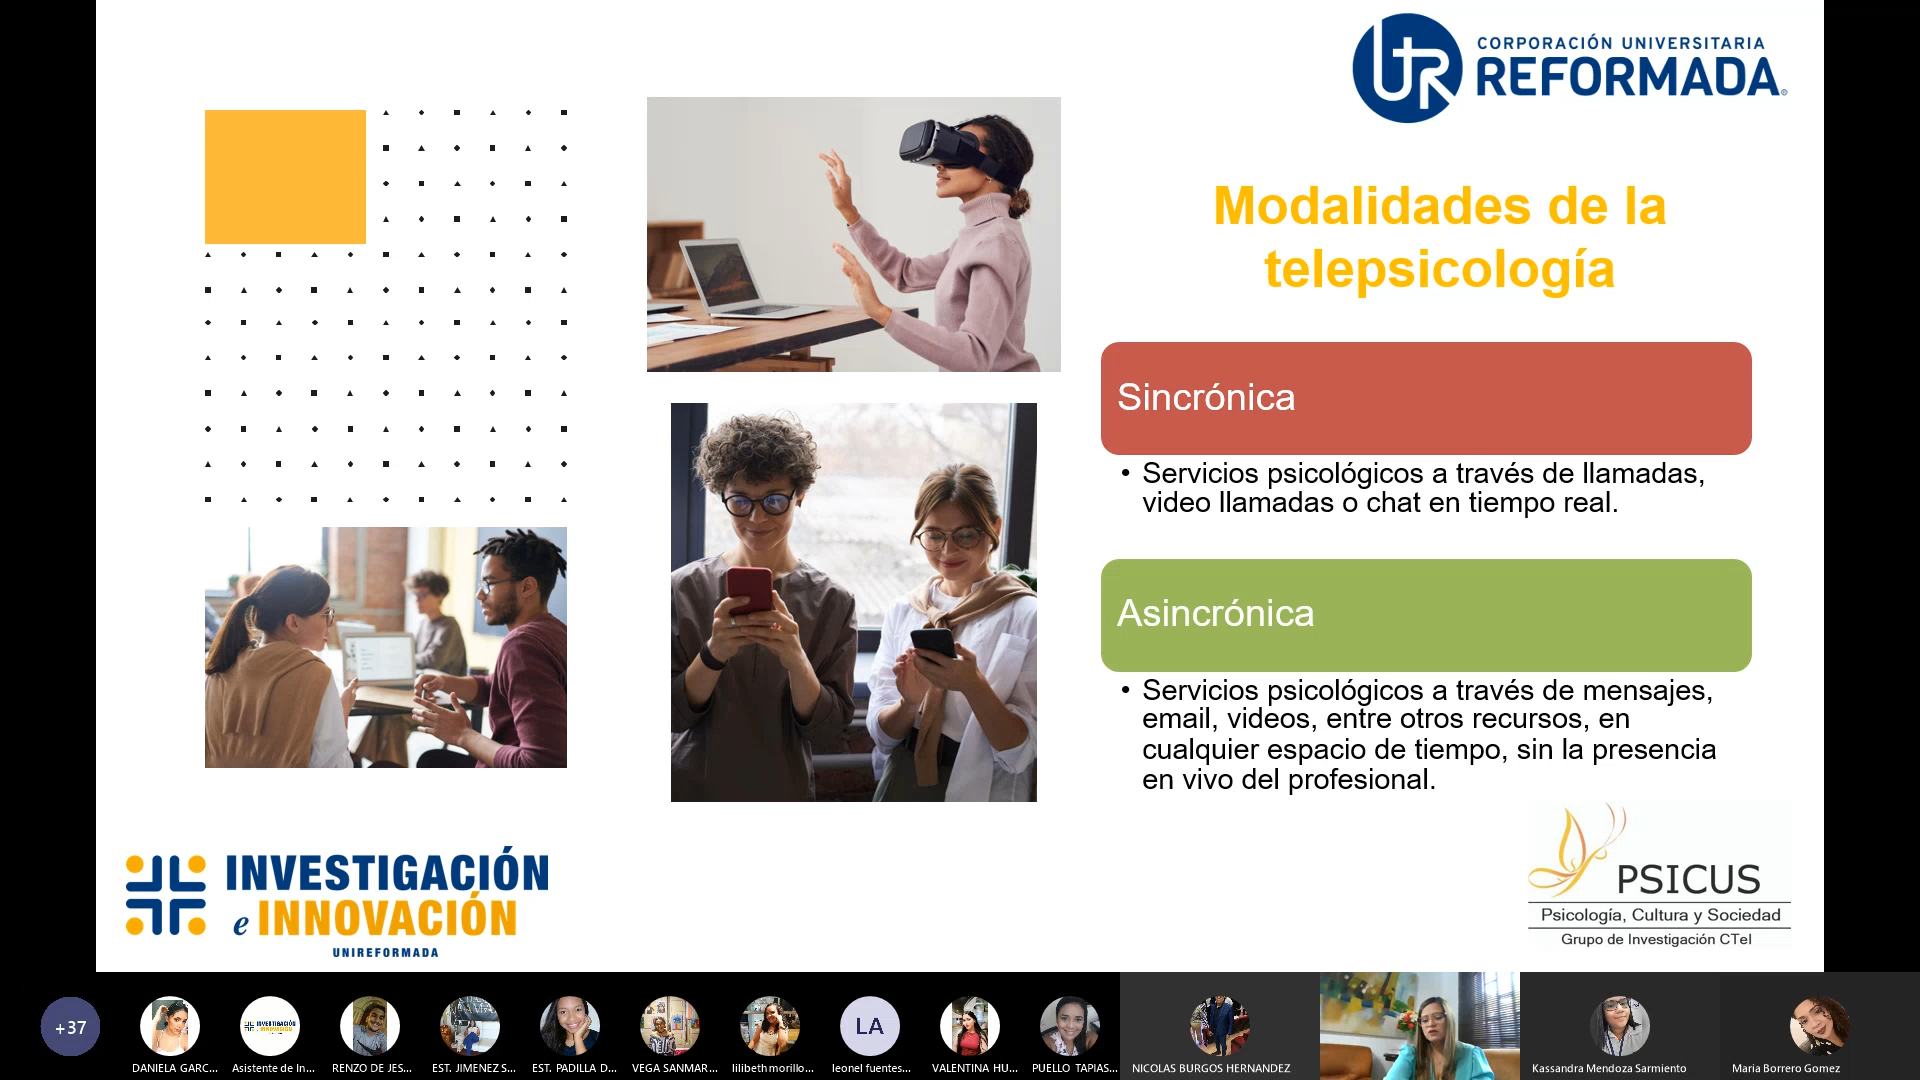 CORPORACIÓN UNIVERSITARIA
REFORMADA
Modalidades de la
telepsicología
Sincrónica
• Servicios psicológicos a través de llamadas,
video llamadas o chat en tiempo real.
Asincrónica
• Servicios psicológicos a través de mensajes,
email, videos, entre otros recursos, en
cualquier espacio de tiempo, sin la presencia
en vivo del profesional.
INVESTIGACIÓN
e INNOVACIÓN
UNIREFORMADA
PSICUS
Psicología, Cultura y Sociedad
Grupo de Investigación CTeI
+37
DANIELA GARC...
Asistente de In...
RENZO DE JES...
EST. JIMENEZ S...
EST. PADILLA D...
VEGA SANMAR...
lilibeth morillo...
LA
leonel fuentes...
VALENTINA HU...
PUELLO TAPIAS...
NICOLAS BURGOS HERNANDEZ
Kassandra Mendoza Sarmiento
Maria Borrero Gomez